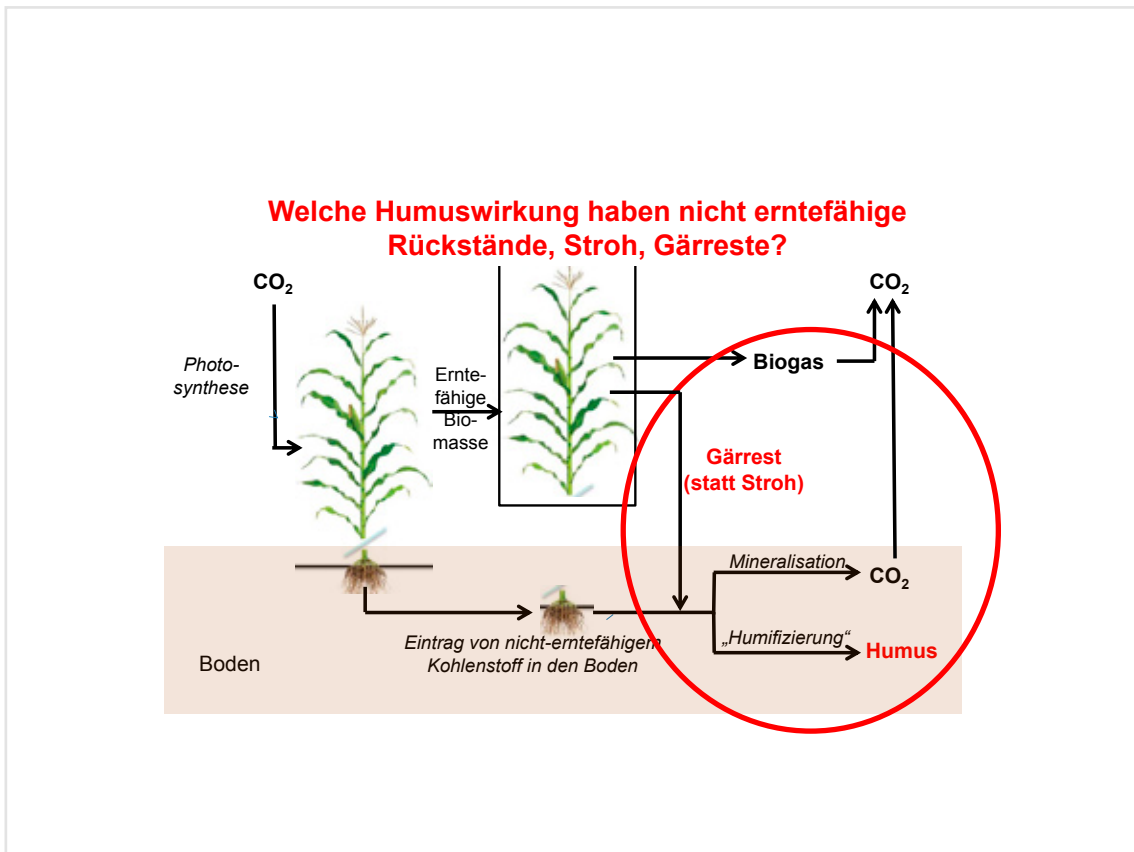 Welche Humuswirkung haben nicht erntefähige
Rückstände, Stroh, Gärreste?
CO₂
Photo-
synthese
Ernte-
fähige
Bio-
masse
CO₂
Biogas
Gärrest
(statt Stroh)
Mineralisation
CO₂
„Humifizierung“
Humus
Eintrag von nicht-erntefähigem
Kohlenstoff in den Boden
Boden